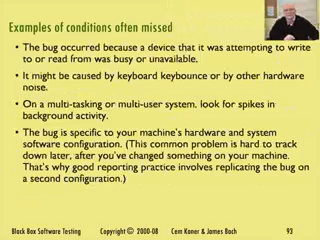 Examples of conditions often missed
• The bug occurred because a device that it was attempting to write
to or read from was busy or unavailable.
• It might be caused by keyboard keybounce or by other hardware
noise.
• On a multi-tasking or multi-user system, look for spikes in
background activity.
• The bug is specific to your machine's hardware and system
software configuration. (This common problem is hard to track
down later, after you've changed something on your machine.
That's why good reporting practice involves replicating the bug on
a second configuration.)
Black Box Software Testing Copyright © 2000-08 Cem Kaner & James Bach 93